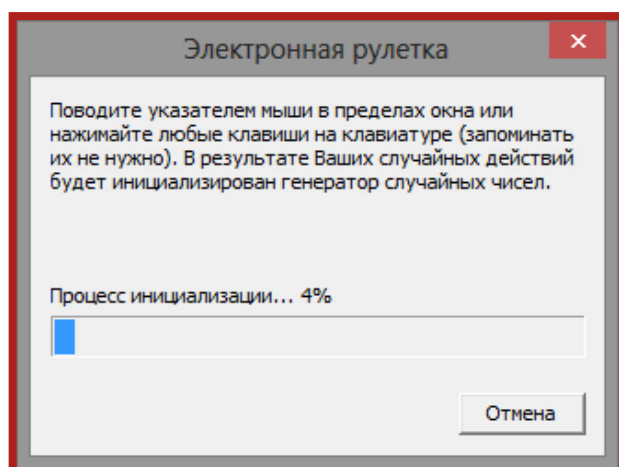 Электронная рулетка
Поводите указателем мыши в пределах окна или
нажимайте любые клавиши на клавиатуре (запоминать
их не нужно). В результате Ваших случайных действий
будет инициализирован генератор случайных чисел.
Процесс инициализации... 4%
Отмена